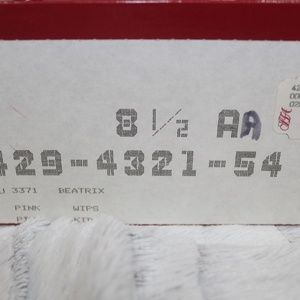 8 1/2 AA
429-4321-54
U 3371 BEATRIX
PINK WIPS